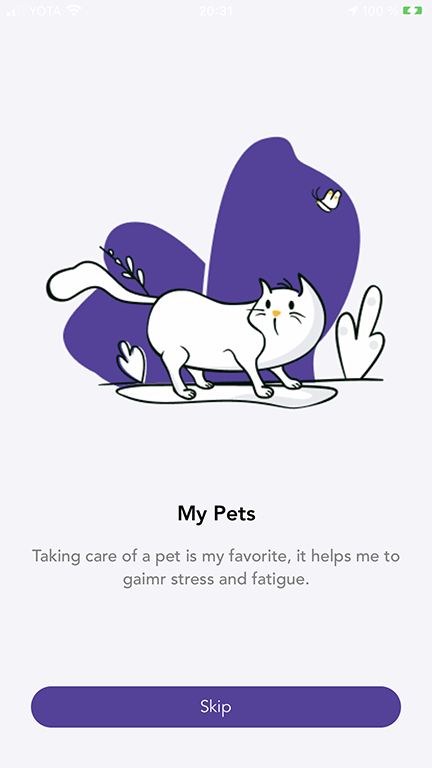 YOTA 20:31 100 %
My Pets
Taking care of a pet is my favorite, it helps me to
gaimr stress and fatigue.
Skip